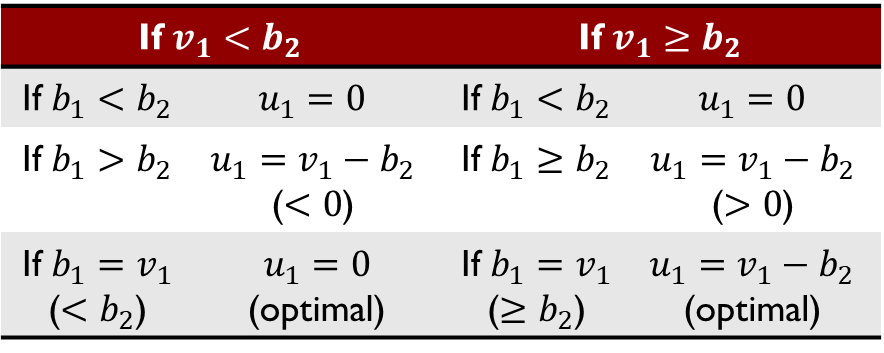 If v₁ < b₂ If v₁ ≥ b₂
If b₁ < b₂ u₁ = 0 If b₁ < b₂ u₁ = 0
If b₁ > b₂ u₁ = v₁ − b₂ If b₁ ≥ b₂ u₁ = v₁ − b₂
(< 0) (> 0)
If b₁ = v₁ u₁ = 0 If b₁ = v₁ u₁ = v₁ − b₂
(< b₂) (optimal) (≥ b₂) (optimal)